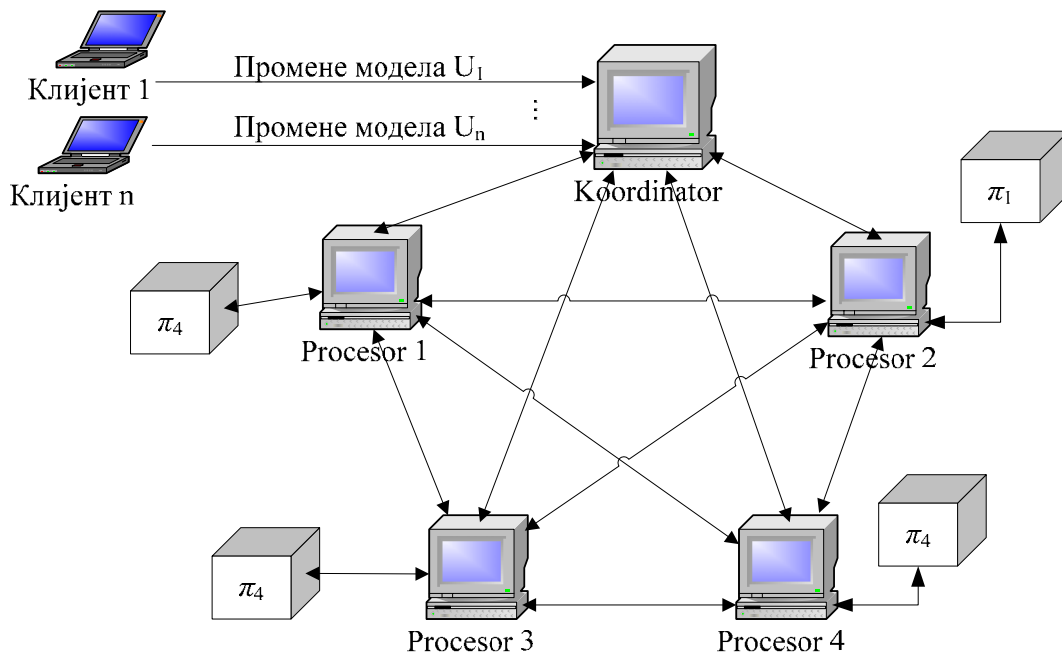 Клијент 1
Промене модела U₁
⋮
Промене модела Uₙ
Клијент n
Koordinator
π₁
π₄
Procesor 1
Procesor 2
π₄
π₄
Procesor 3
Procesor 4